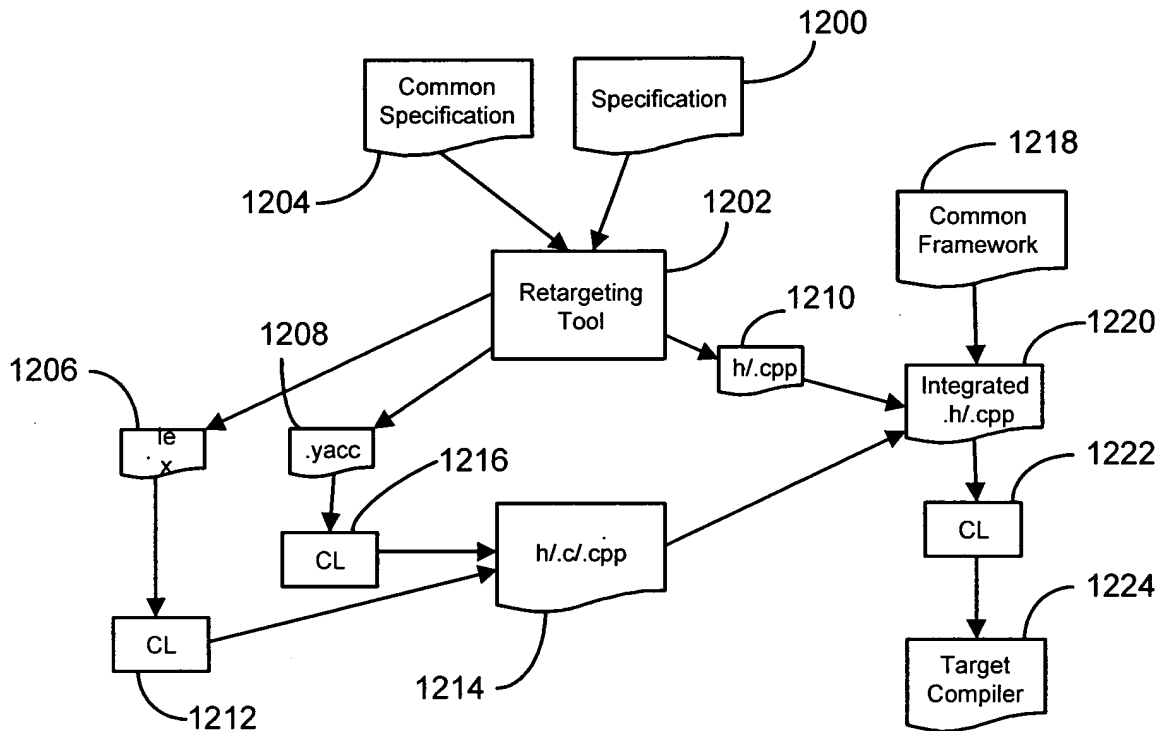 1200
Common
Specification
Specification
1218
1204
1202
Common
Framework
Retargeting
Tool
1210
1208
1220
1206
h/.cpp
Integrated
.h/.cpp
.le
x
.yacc
1216
1222
CL
h/.c/.cpp
CL
1224
CL
Target
Compiler
1214
1212